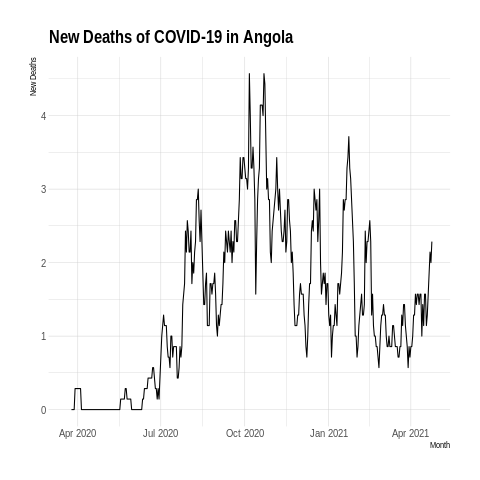 New Deaths of COVID-19 in Angola
New Deaths
4
3
2
1
0
Apr 2020 Jul 2020 Oct 2020 Jan 2021 Apr 2021
Month